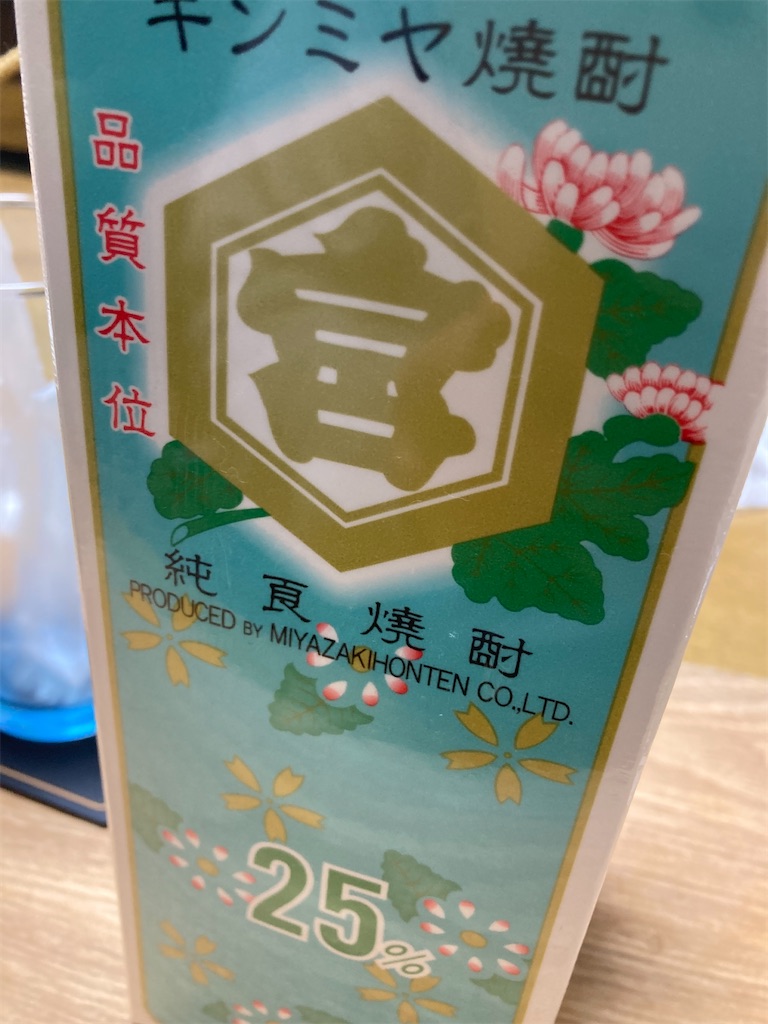 キンミヤ焼酎
品質本位
宮
純良焼酎
PRODUCED BY MIYAZAKIHONTEN CO.,LTD.
25%